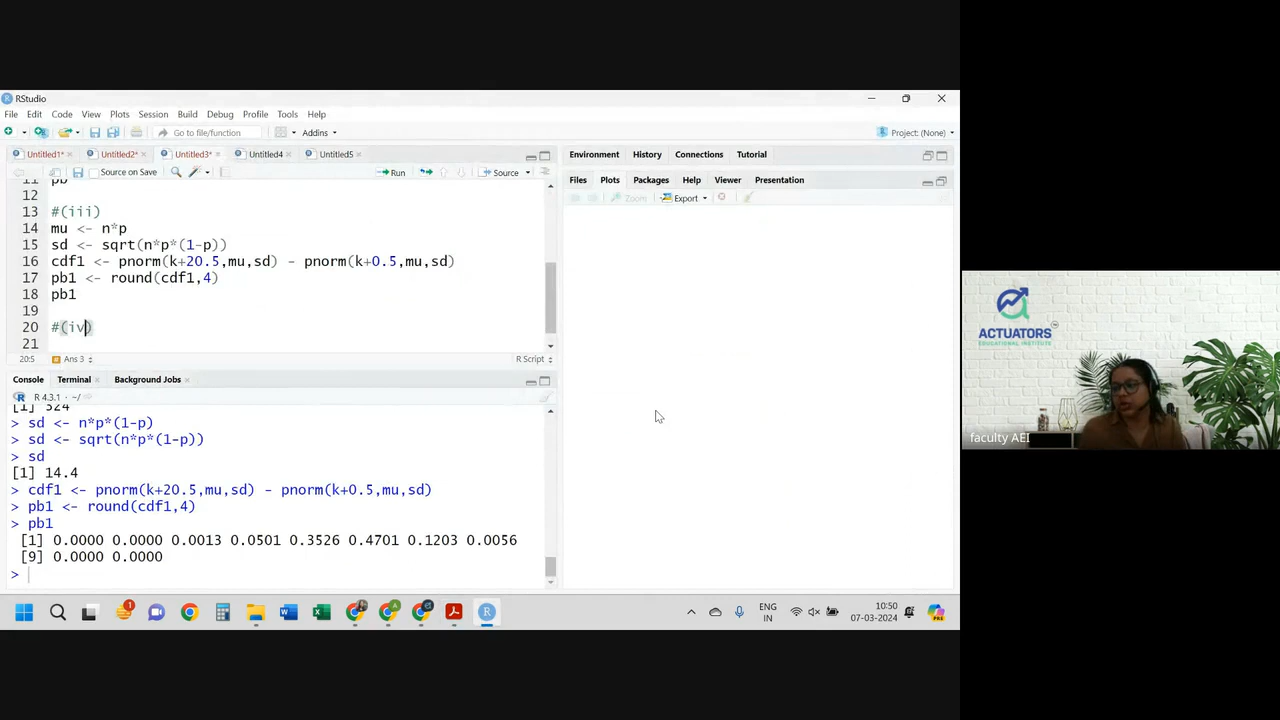 RStudio
File Edit Code View Plots Session Build Debug Profile Tools Help
Go to file/function Addins Project: (None)
Untitled1* Untitled2* Untitled3* Untitled4 Untitled5
Source on Save Run Source
11 pb
12
13 #(iii)
14 mu <- n*p
15 sd <- sqrt(n*p*(1-p))
16 cdf1 <- pnorm(k+20.5,mu,sd) - pnorm(k+0.5,mu,sd)
17 pb1 <- round(cdf1,4)
18 pb1
19
20 #(iv)
21
20:5 Ans 3 R Script
Console Terminal Background Jobs
R 4.3.1 · ~/
[1] 324
> sd <- n*p*(1-p)
> sd <- sqrt(n*p*(1-p))
> sd
[1] 14.4
> cdf1 <- pnorm(k+20.5,mu,sd) - pnorm(k+0.5,mu,sd)
> pb1 <- round(cdf1,4)
> pb1
[1] 0.0000 0.0000 0.0013 0.0501 0.3526 0.4701 0.1203 0.0056
[9] 0.0000 0.0000
>
Environment History Connections Tutorial
Files Plots Packages Help Viewer Presentation
Zoom Export
ACTUATORS
EDUCATIONAL INSTITUTE
faculty AEI
ENG
IN
10:50
07-03-2024